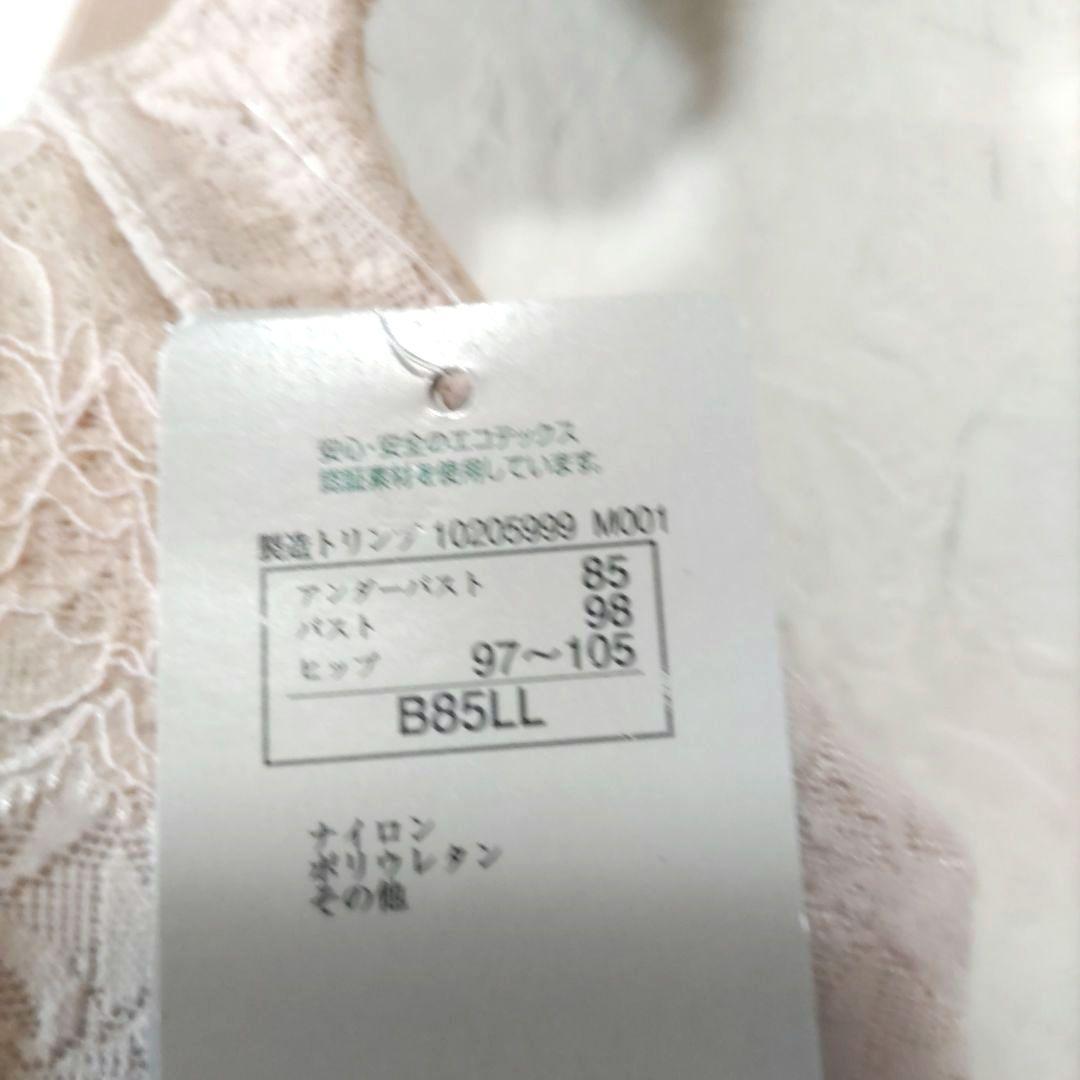 安心・安全のエコテックス
認証素材を使用しています。
製造トリンプ 10205999 M001
アンダーバスト 85
バスト 98
ヒップ 97〜105
B85LL
ナイロン
ポリウレタン
その他